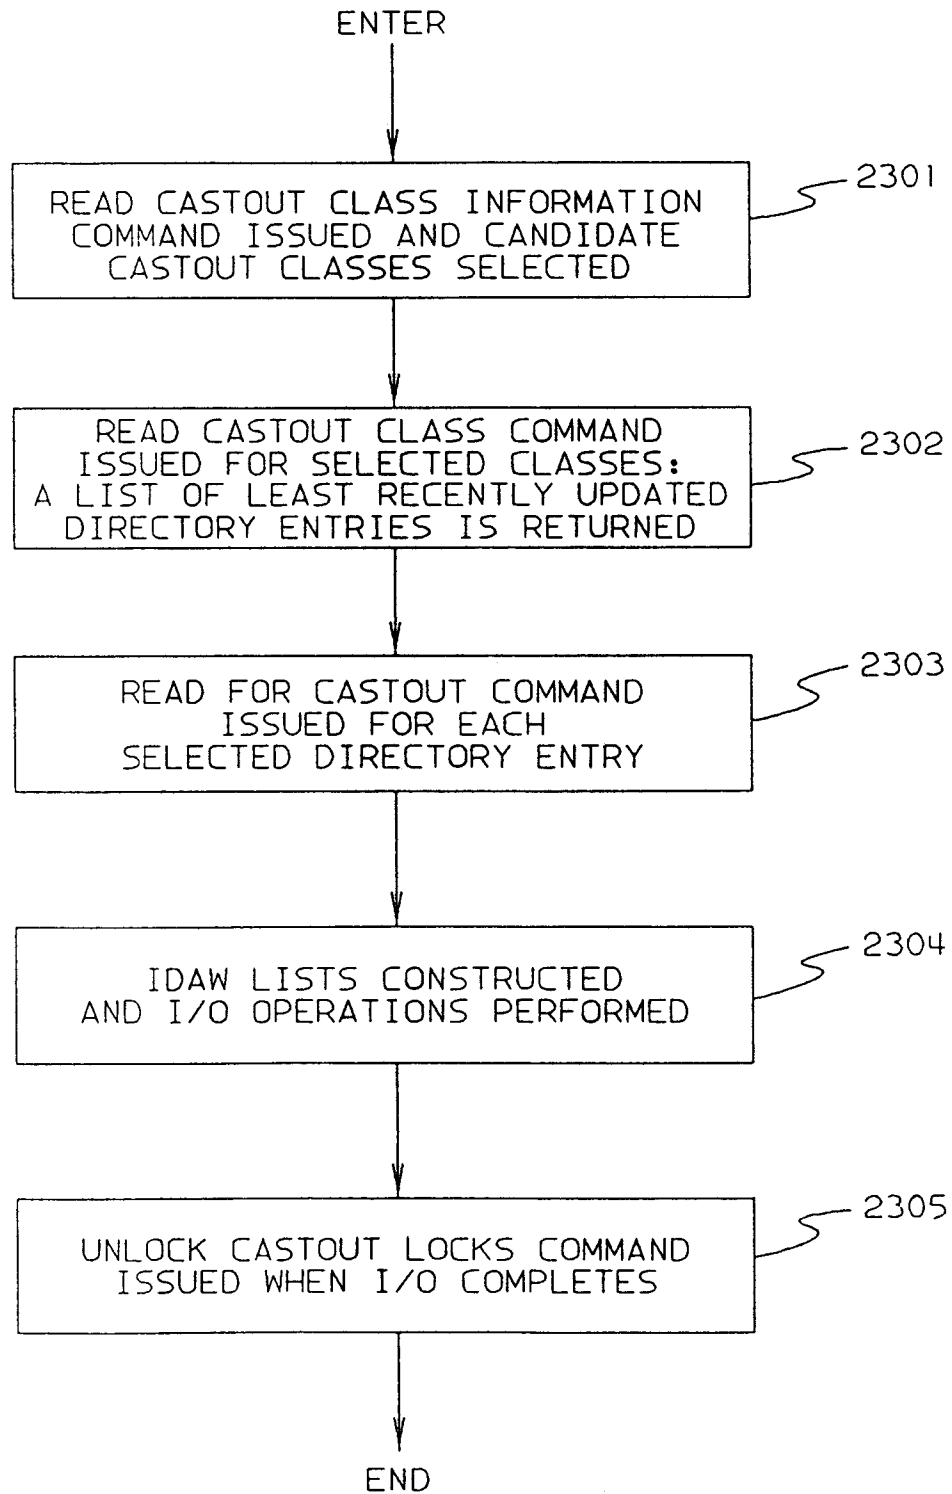 ENTER
READ CASTOUT CLASS INFORMATION
COMMAND ISSUED AND CANDIDATE
CASTOUT CLASSES SELECTED
2301
READ CASTOUT CLASS COMMAND
ISSUED FOR SELECTED CLASSES:
A LIST OF LEAST RECENTLY UPDATED
DIRECTORY ENTRIES IS RETURNED
2302
READ FOR CASTOUT COMMAND
ISSUED FOR EACH
SELECTED DIRECTORY ENTRY
2303
IDAW LISTS CONSTRUCTED
AND I/O OPERATIONS PERFORMED
2304
UNLOCK CASTOUT LOCKS COMMAND
ISSUED WHEN I/O COMPLETES
2305
END